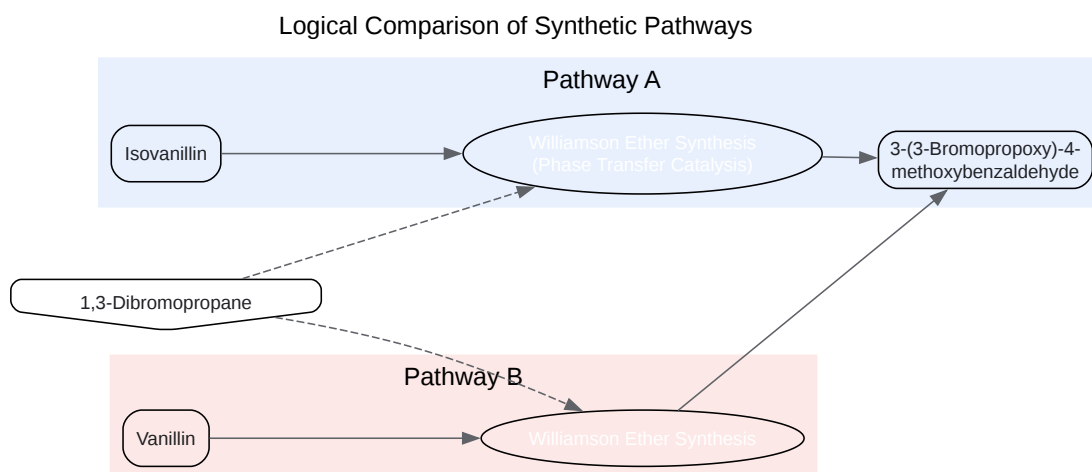 Logical Comparison of Synthetic Pathways
Pathway A
Isovanillin
Williamson Ether Synthesis
(Phase Transfer Catalysis)
3-(3-Bromopropoxy)-4-
methoxybenzaldehyde
1,3-Dibromopropane
Pathway B
Vanillin
Williamson Ether Synthesis